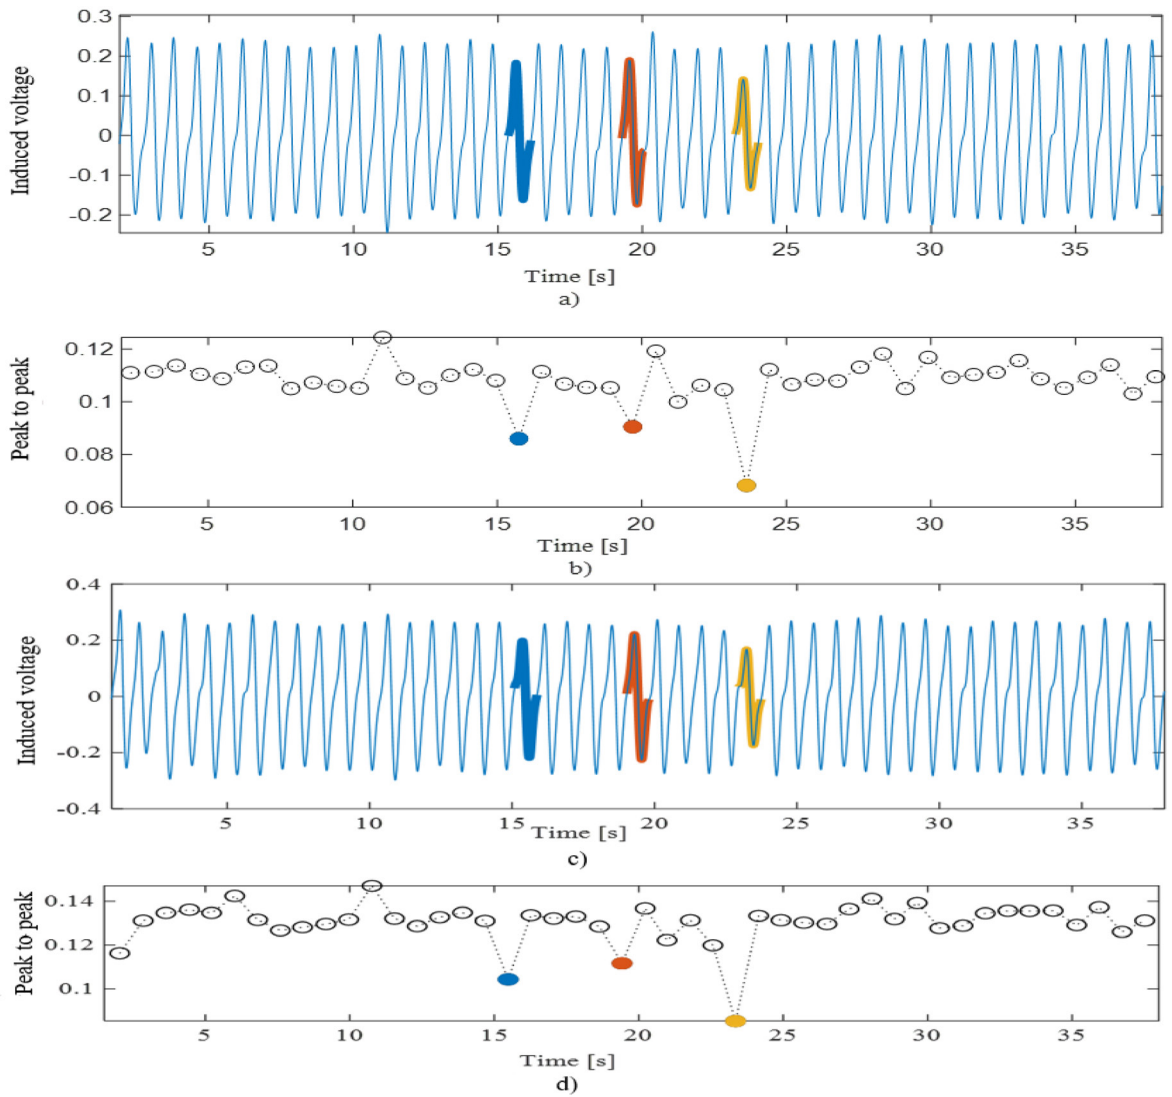 0.3
0.2
0.1
0
-0.1
-0.2
Induced voltage
5 10 15 20 25 30 35
Time [s]
a)
0.12
0.1
0.08
0.06
Peak to peak
5 10 15 20 25 30 35
Time [s]
b)
0.4
0.2
0
-0.2
-0.4
Induced voltage
5 10 15 20 25 30 35
Time [s]
c)
0.14
0.12
0.1
Peak to peak
5 10 15 20 25 30 35
Time [s]
d)